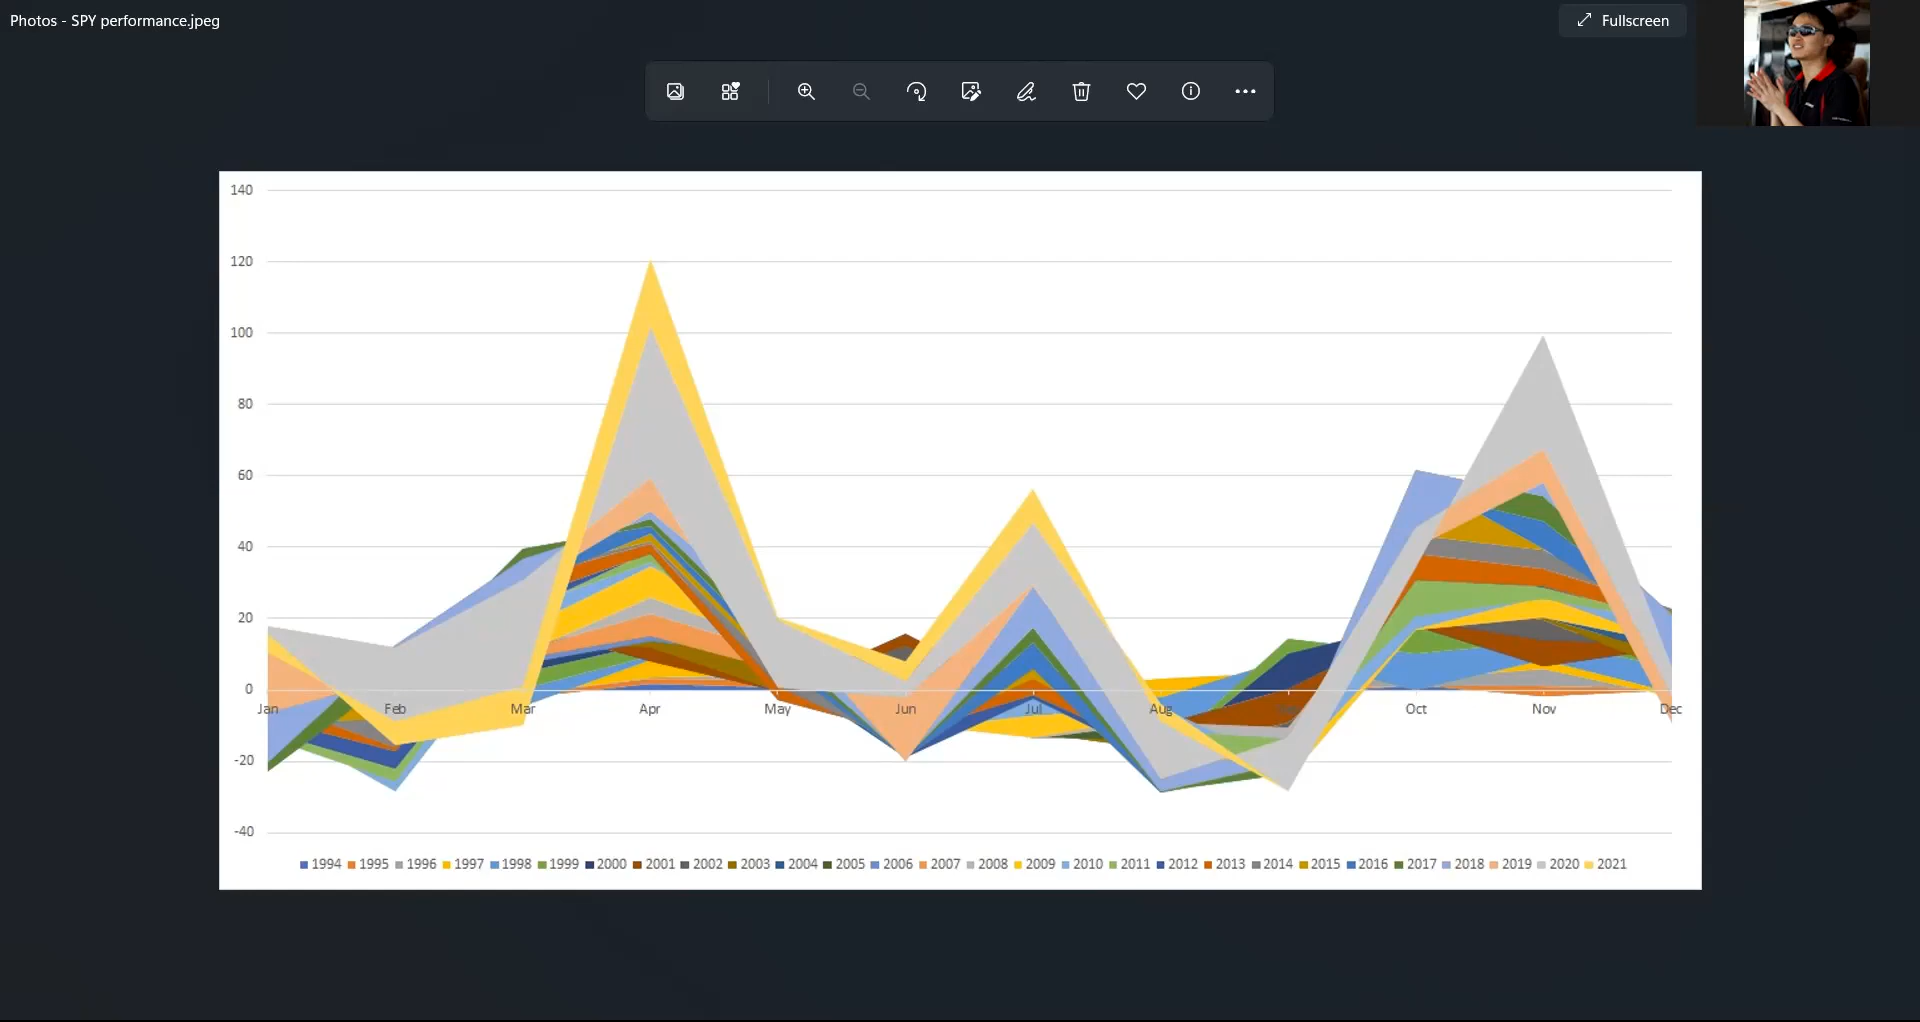 Photos - SPY performance.jpeg
Fullscreen
140
120
100
80
60
40
20
0
-20
-40
Jan Feb Mar Apr May Jun Jul Aug Oct Nov Dec
1994 1995 1996 1997 1998 1999 2000 2001 2002 2003 2004 2005 2006 2007 2008 2009 2010 2011 2012 2013 2014 2015 2016 2017 2018 2019 2020 2021